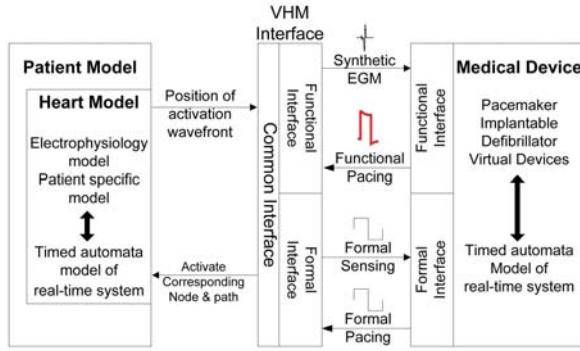 VHM
Interface
Patient Model
Heart Model
Electrophysiology
model
Patient specific
model
Timed automata
model of
real-time system
Position of
activation
wavefront
Activate
Corresponding
Node & path
Common Interface
Functional
Interface
Formal
Interface
Synthetic
EGM
Functional
Pacing
Formal
Sensing
Formal
Pacing
Functional Interface
Formal Interface
Medical Device
Pacemaker
Implantable
Defibrillator
Virtual Devices
Timed automata
Model of
real-time system